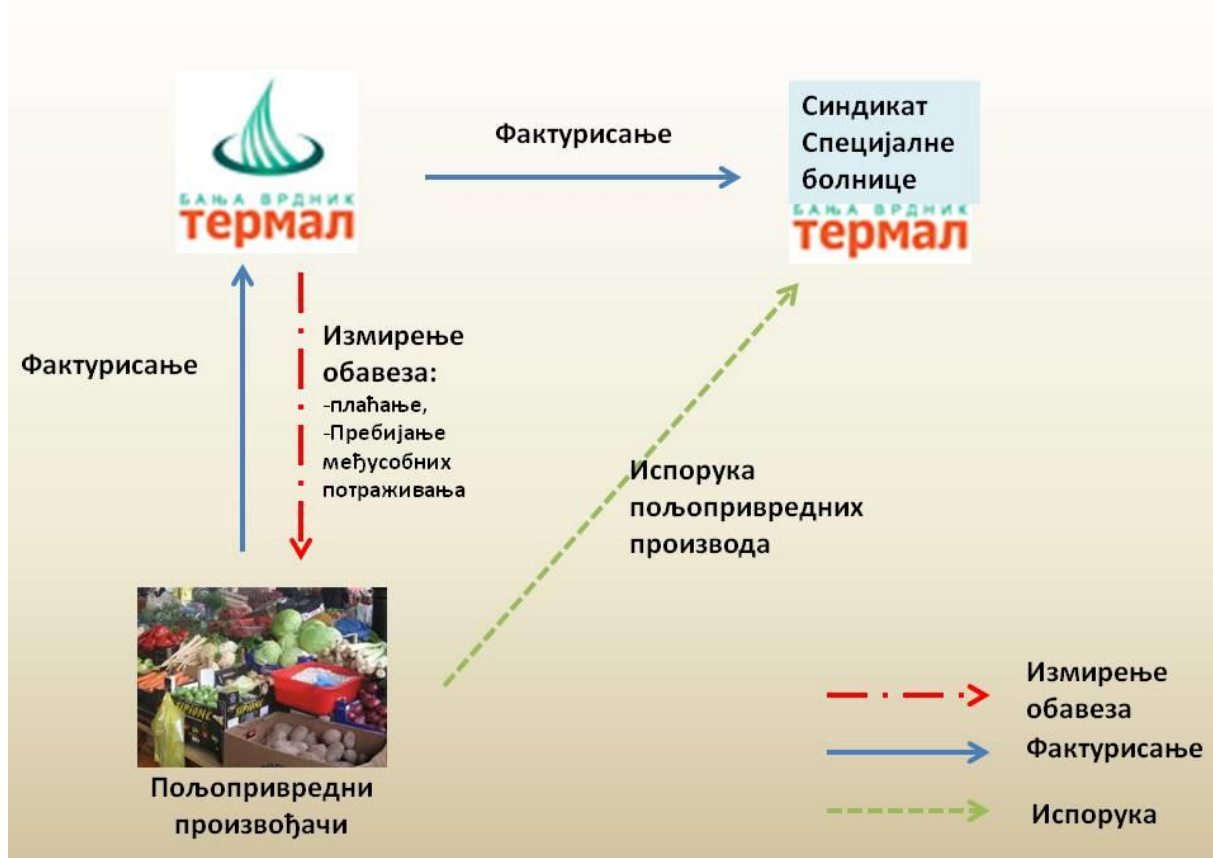 БАЊА ВРДНИК
термал
Фактурисање
Синдикат
Специјалне
болнице
БАЊА ВРДНИК
термал
Фактурисање
Измирење
обавеза:
-плаћање,
-Пребијање
међусобних
потраживања
Испорука
пољопривредних
производа
Пољопривредни
произвођачи
Измирење
обавеза
Фактурисање
Испорука